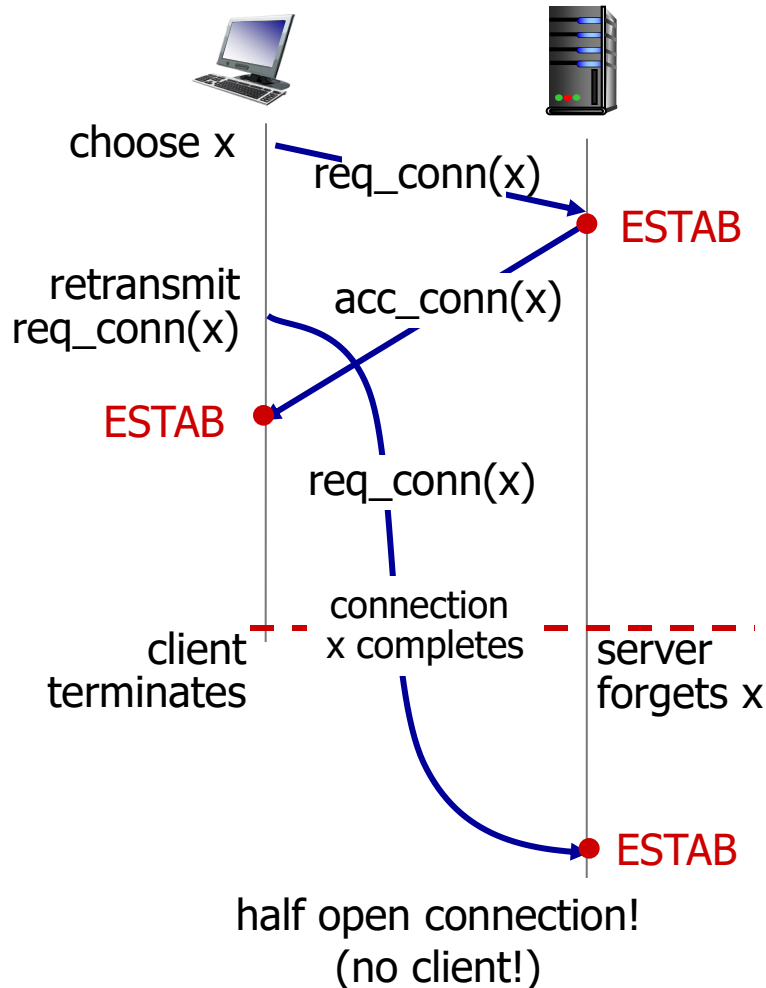 choose x
req_conn(x)
ESTAB
retransmit
req_conn(x)
acc_conn(x)
ESTAB
req_conn(x)
connection
x completes
client
terminates
server
forgets x
ESTAB
half open connection!
(no client!)